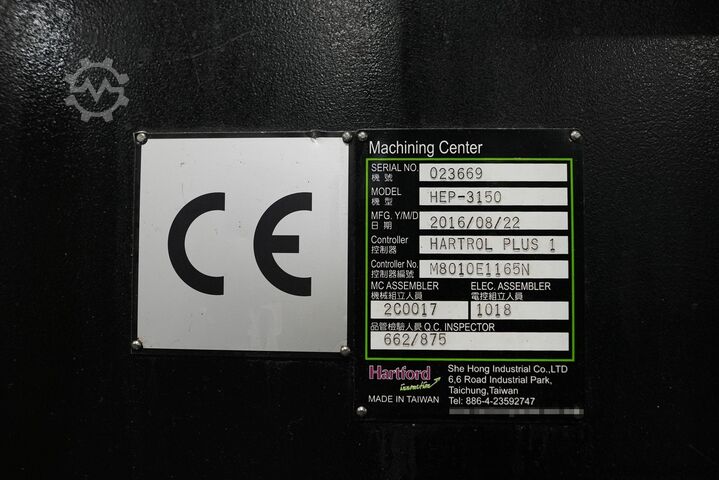 CE
Machining Center
SERIAL NO. 023669
機 號
MODEL HEP-3150
機 型
MFG. Y/M/D 2016/08/22
日 期
Controller HARTROL PLUS 1
控制器
Controller No. M8010E1165N
控制器編號
MC ASSEMBLER ELEC. ASSEMBLER
機械組立人員 電控組立人員
2C0017 1018
品管檢驗人員 Q.C. INSPECTOR
662/875
Hartford
innovation
MADE IN TAIWAN
She Hong Industrial Co.,LTD
6,6 Road Industrial Park,
Taichung,Taiwan
Tel: 886-4-23592747